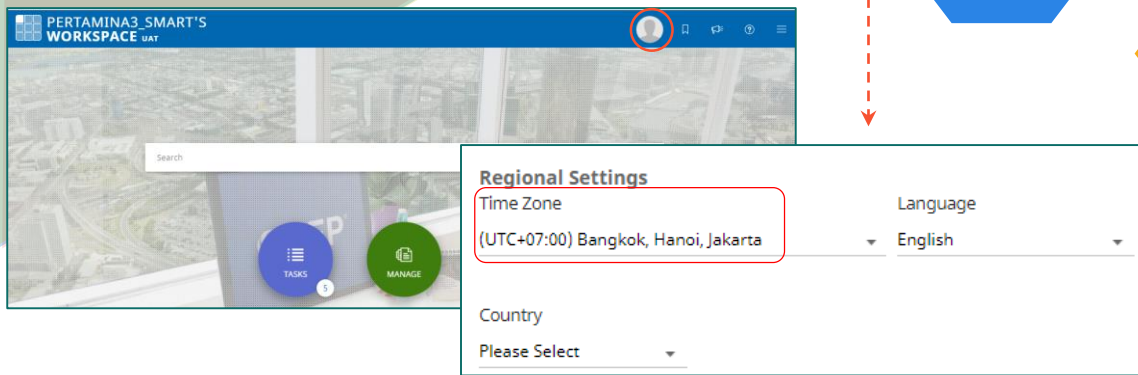 PERTAMINA3_SMART'S
WORKSPACE UAT
Search
TASKS
5
MANAGE
Regional Settings
Time Zone
Language
(UTC+07:00) Bangkok, Hanoi, Jakarta
English
Country
Please Select